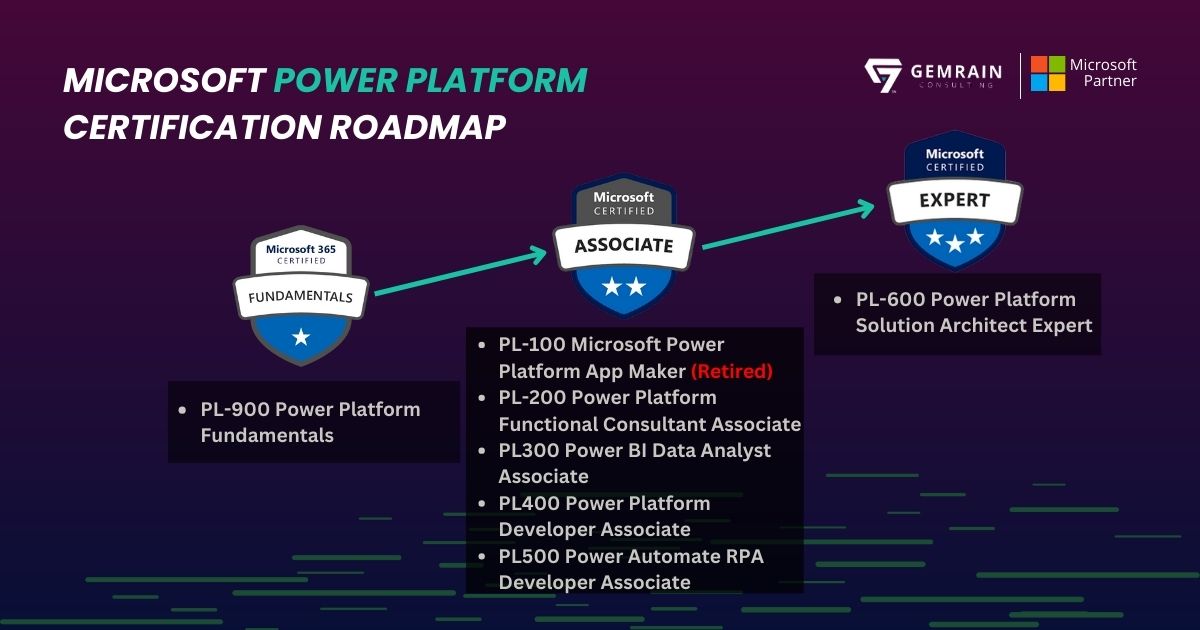 MICROSOFT POWER PLATFORM
CERTIFICATION ROADMAP
GEMRAIN
CONSULTING
Microsoft
Partner
Microsoft 365
CERTIFIED
FUNDAMENTALS
• PL-900 Power Platform
Fundamentals
Microsoft
CERTIFIED
ASSOCIATE
• PL-100 Microsoft Power
Platform App Maker (Retired)
• PL-200 Power Platform
Functional Consultant Associate
• PL300 Power BI Data Analyst
Associate
• PL400 Power Platform
Developer Associate
• PL500 Power Automate RPA
Developer Associate
Microsoft
CERTIFIED
EXPERT
• PL-600 Power Platform
Solution Architect Expert